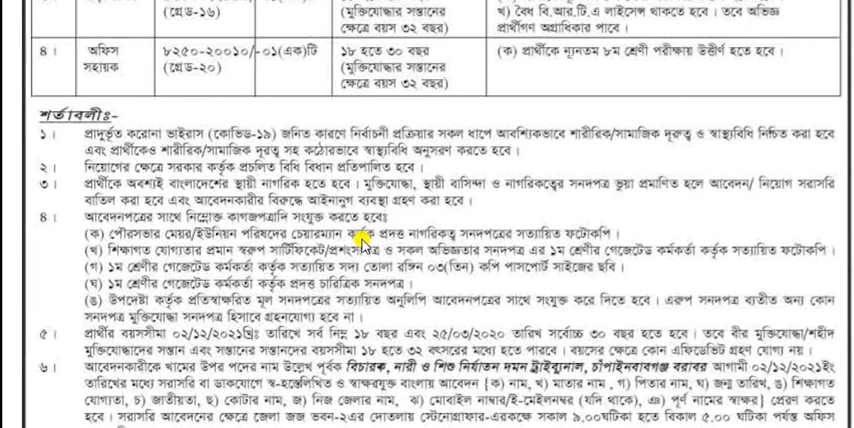 (গ্রেড-১৬)
(মুক্তিযোদ্ধার সন্তানের
ক্ষেত্রে বয়স ৩২ বছর)
খ) বৈধ বি.আর.টি.এ লাইসেন্স থাকতে হবে । তবে অভিজ্ঞ
প্রার্থীগণ অগ্রাধিকার পাবে ।
৪। অফিস সহায়ক ৮২৫০-২০০১০/- (গ্রেড-২০) ০১(এক)টি ১৮ হতে ৩০ বছর (মুক্তিযোদ্ধার সন্তানের ক্ষেত্রে বয়স ৩২ বছর) (ক) প্রার্থীকে ন্যূনতম ৮ম শ্রেণী পরীক্ষায় উত্তীর্ণ হতে হবে ।
শর্তাবলীঃ-
১। প্রাদুর্ভূত করোনা ভাইরাস (কোভিড-১৯) জনিত কারণে নির্বাচনী প্রক্রিয়ার সকল ধাপে আবশ্যিকভাবে শারীরিক/সামাজিক দূরুত্ব ও স্বাস্থ্যবিধি নিশ্চিত করা হবে
এবং প্রার্থীকেও শারীরিক/সামাজিক দূরত্ব সহ কঠোরভাবে স্বাস্থ্যবিধি অনুসরণ করতে হবে ।
২। নিয়োগের ক্ষেত্রে সরকার কর্তৃক প্রচলিত বিধি বিধান প্রতিপালিত হবে ।
৩। প্রার্থীকে অবশ্যই বাংলাদেশের স্থায়ী নাগরিক হতে হবে । মুক্তিযোদ্ধা, স্থায়ী বাসিন্দা ও নাগরিকত্বের সনদপত্র ভুয়া প্রমাণিত হলে আবেদন/ নিয়োগ সরাসরি
বাতিল করা হবে এবং আবেদনকারীর বিরুদ্ধে আইনানুগ ব্যবস্থা গ্রহণ করা হবে ।
৪। আবেদনপত্রের সাথে নিম্নোক্ত কাগজপত্রাদি সংযুক্ত করতে হবেঃ
(ক) পৌরসভার মেয়র/ইউনিয়ন পরিষদের চেয়ারম্যান কর্তৃক প্রদত্ত নাগরিকত্ব সনদপত্রের সত্যায়িত ফটোকপি ।
(খ) শিক্ষাগত যোগ্যতার প্রমান স্বরুপ সার্টিফিকেট/প্রশংসাপত্র ও সকল অভিজ্ঞতার সনদপত্র এর ১ম শ্রেণীর গেজেটেড কর্মকর্তা কর্তৃক সত্যায়িত ফটোকপি ।
(গ) ১ম শ্রেণীর গেজেটেড কর্মকর্তা কর্তৃক সত্যায়িত সদ্য তোলা রঙ্গিন ০৩(তিন) কপি পাসপোর্ট সাইজের ছবি ।
(ঘ) ১ম শ্রেণীর গেজেটেড কর্মকর্তা কর্তৃক প্রদত্ত চারিত্রিক সনদপত্র ।
(ঙ) উপদেষ্টা কর্তৃক প্রতিস্বাক্ষরিত মূল সনদপত্রের সত্যায়িত অনুলিপি আবেদনপত্রের সাথে সংযুক্ত করে দিতে হবে । এরুপ সনদপত্র ব্যতীত অন্য কোন
সনদপত্র মুক্তিযোদ্ধা সনদপত্র হিসাবে গ্রহনযোগ্য হবে না ।
৫। প্রার্থীর বয়সসীমা ০২/১২/২০২১খ্রিঃ তারিখে সর্ব নিম্ন ১৮ বছর এবং ২৫/০৩/২০২০ তারিখ সর্বোচ্চ ৩০ বছর হতে হবে । তবে বীর মুক্তিযোদ্ধা/শহীদ
মুক্তিযোদ্ধাদের সন্তান এবং সন্তানের সন্তানদের বয়সসীমা ১৮ হতে ৩২ বৎসরের মধ্যে হতে পারবে । বয়সের ক্ষেত্রে কোন এফিডেভিট গ্রহণ যোগ্য নয় ।
৬। আবেদনকারীকে খামের উপর পদের নাম উল্লেখ পূর্বক বিচারক, নারী ও শিশু নির্যাতন দমন ট্রাইব্যুনাল, চাঁপাইনবাবগঞ্জ বরাবর আগামী ০২/১২/২০২১ইং
তারিখের মধ্যে সরাসরি বা ডাকযোগে স্ব-হস্তেলিখিত ও স্বাক্ষরযুক্ত বাংলায় আবেদন {ক) নাম, খ) মাতার নাম , গ) পিতার নাম, ঘ) জন্ম তারিখ, ঙ) শিক্ষাগত
যোগ্যতা, চ) জাতীয়তা, ছ) কোটার নাম, জ) নিজ জেলার নাম, ঝ) মোবাইল নাম্বার/ই-মেইলনম্বর (যদি থাকে), ঞ) পূর্ণ নামের স্বাক্ষর} প্রেরণ করতে
হবে । সরাসরি আবেদনের ক্ষেত্রে জেলা জজ ভবন-২এর দোতলায় স্টেনোগ্রাফার-এরকক্ষে সকাল ৯.০০ঘটিকা হতে বিকাল ৫.০০ ঘটিকা পর্যন্ত অফিস